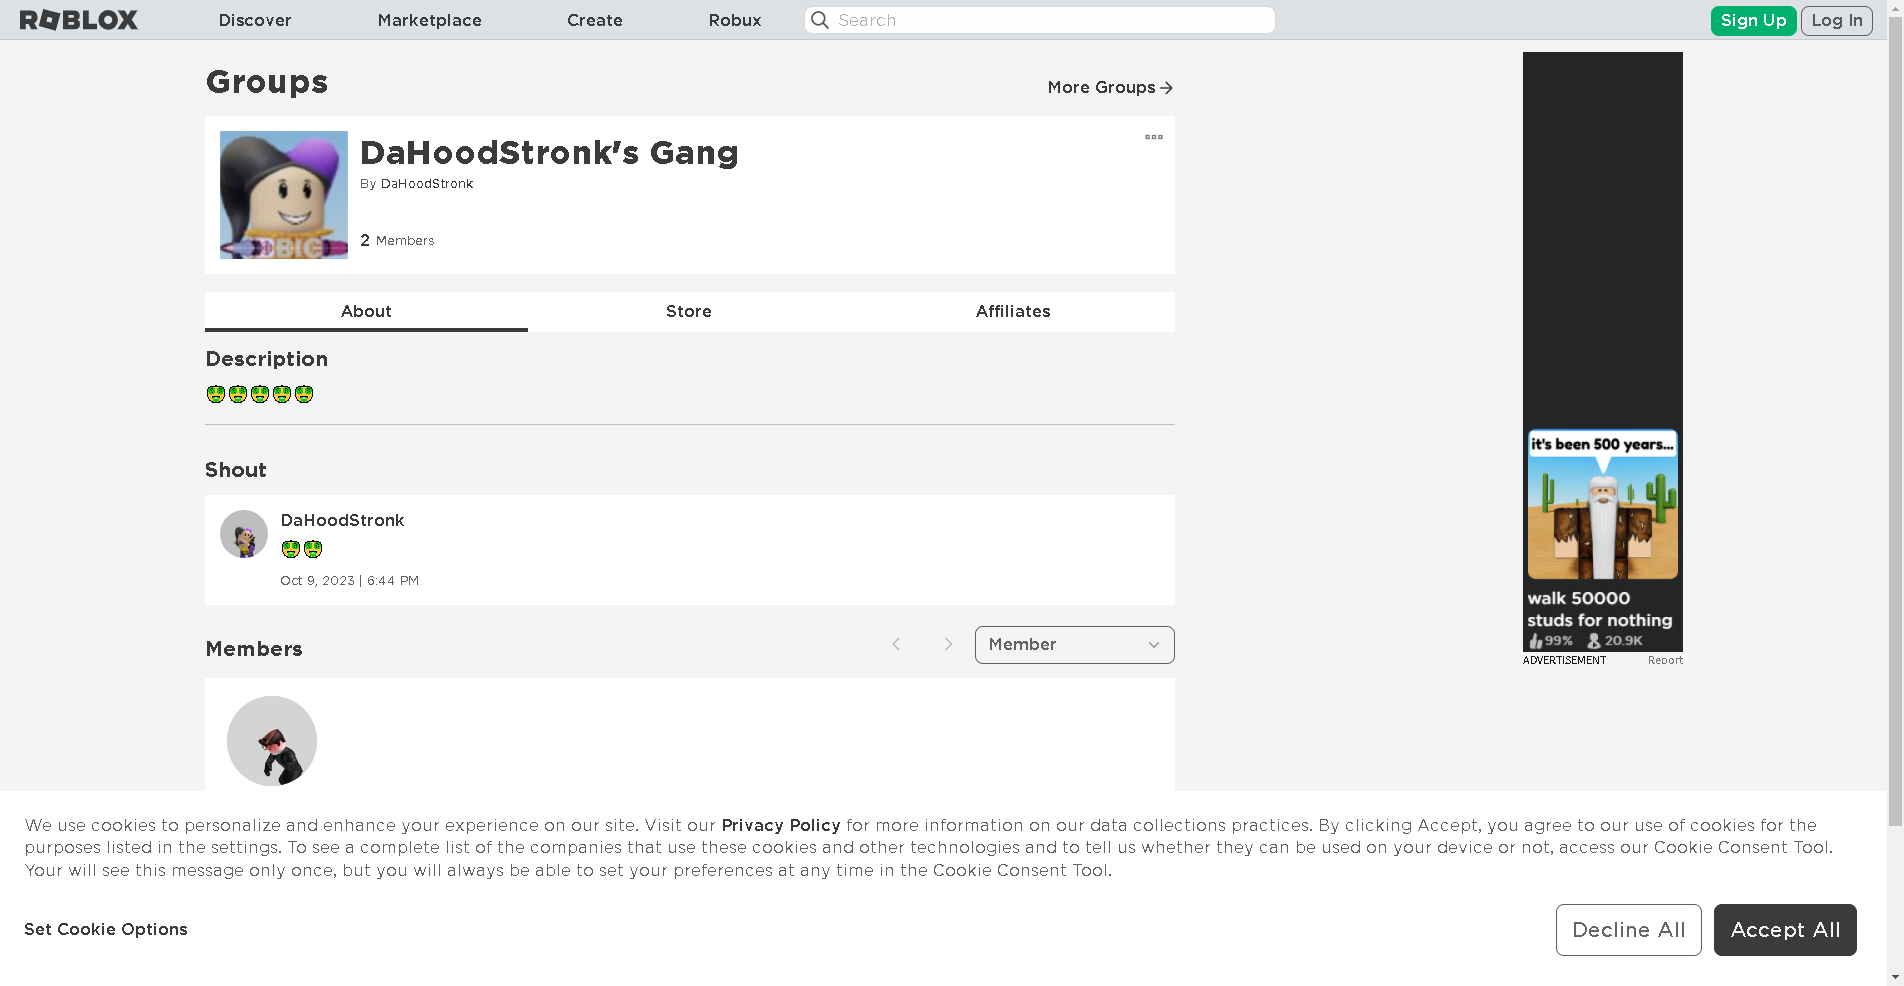 ROBLOX Discover Marketplace Create Robux Search Sign Up Log In
Groups
More Groups
DaHoodStronk's Gang
By DaHoodStronk
2 Members
BIG
About Store Affiliates
Description
Shout
DaHoodStronk
Oct 9, 2023 | 6:44 PM
Members
Member
it's been 500 years...
walk 50000
studs for nothing
99% 20.9K
ADVERTISEMENT Report
We use cookies to personalize and enhance your experience on our site. Visit our Privacy Policy for more information on our data collections practices. By clicking Accept, you agree to our use of cookies for the
purposes listed in the settings. To see a complete list of the companies that use these cookies and other technologies and to tell us whether they can be used on your device or not, access our Cookie Consent Tool.
Your will see this message only once, but you will always be able to set your preferences at any time in the Cookie Consent Tool.
Set Cookie Options
Decline All Accept All